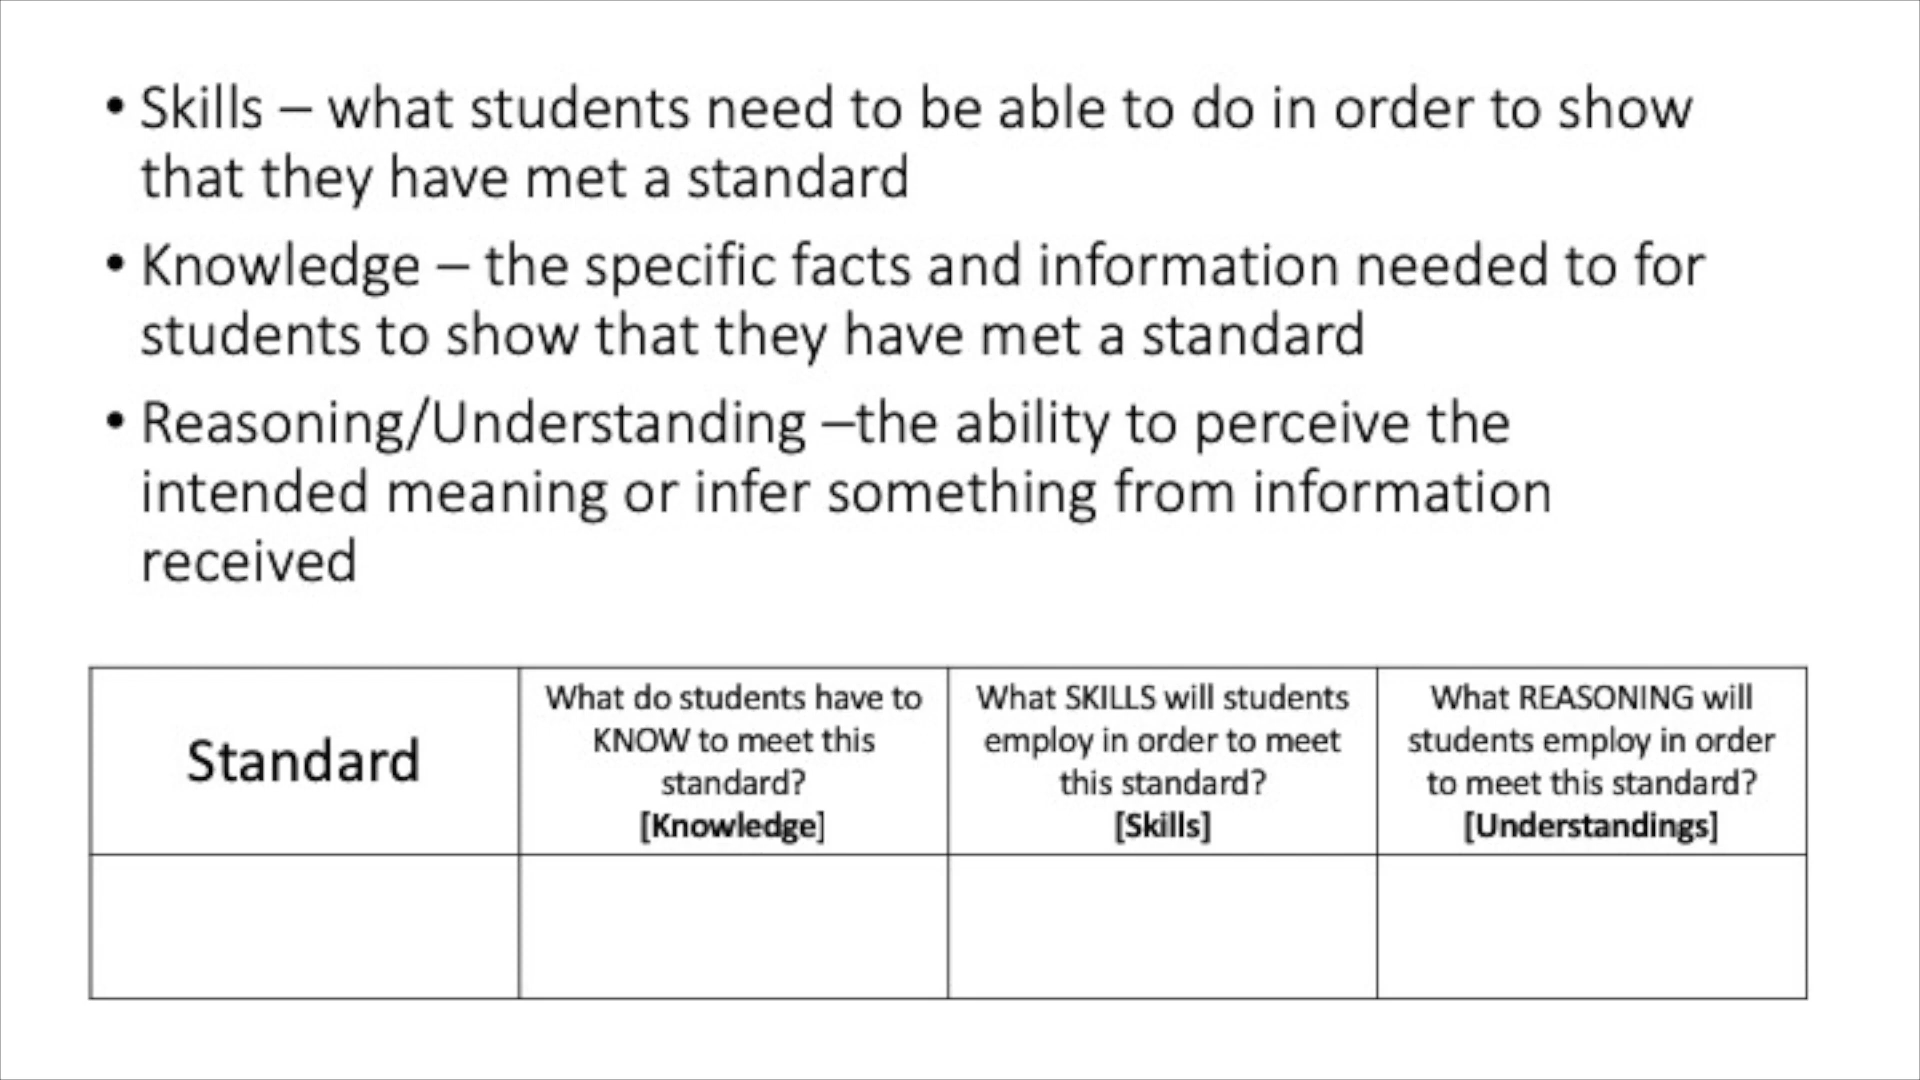 • Skills – what students need to be able to do in order to show
that they have met a standard
• Knowledge – the specific facts and information needed to for
students to show that they have met a standard
• Reasoning/Understanding –the ability to perceive the
intended meaning or infer something from information
received
Standard
What do students have to
KNOW to meet this
standard?
[Knowledge]
What SKILLS will students
employ in order to meet
this standard?
[Skills]
What REASONING will
students employ in order
to meet this standard?
[Understandings]